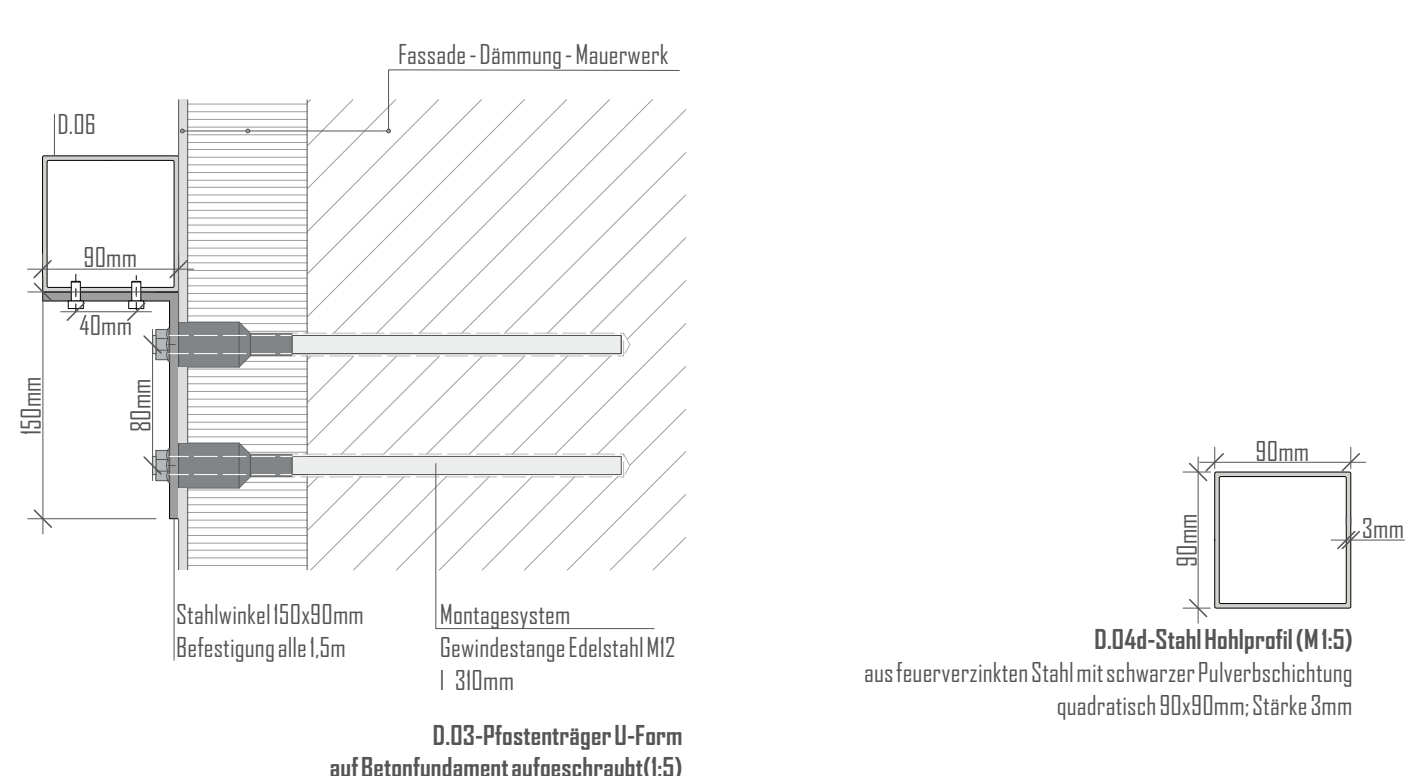 Fassade - Dämmung - Mauerwerk
D.06
90mm
40mm
150mm
80mm
Stahlwinkel 150x90mm
Befestigung alle 1,5m
Montagesystem
Gewindestange Edelstahl M12
l 310mm
D.03-Pfostenträger U-Form
auf Betonfundament aufgeschraubt(1:5)
90mm
90mm
3mm
D.04d-Stahl Hohlprofil (M 1:5)
aus feuerverzinkten Stahl mit schwarzer Pulverbschichtung
quadratisch 90x90mm; Stärke 3mm